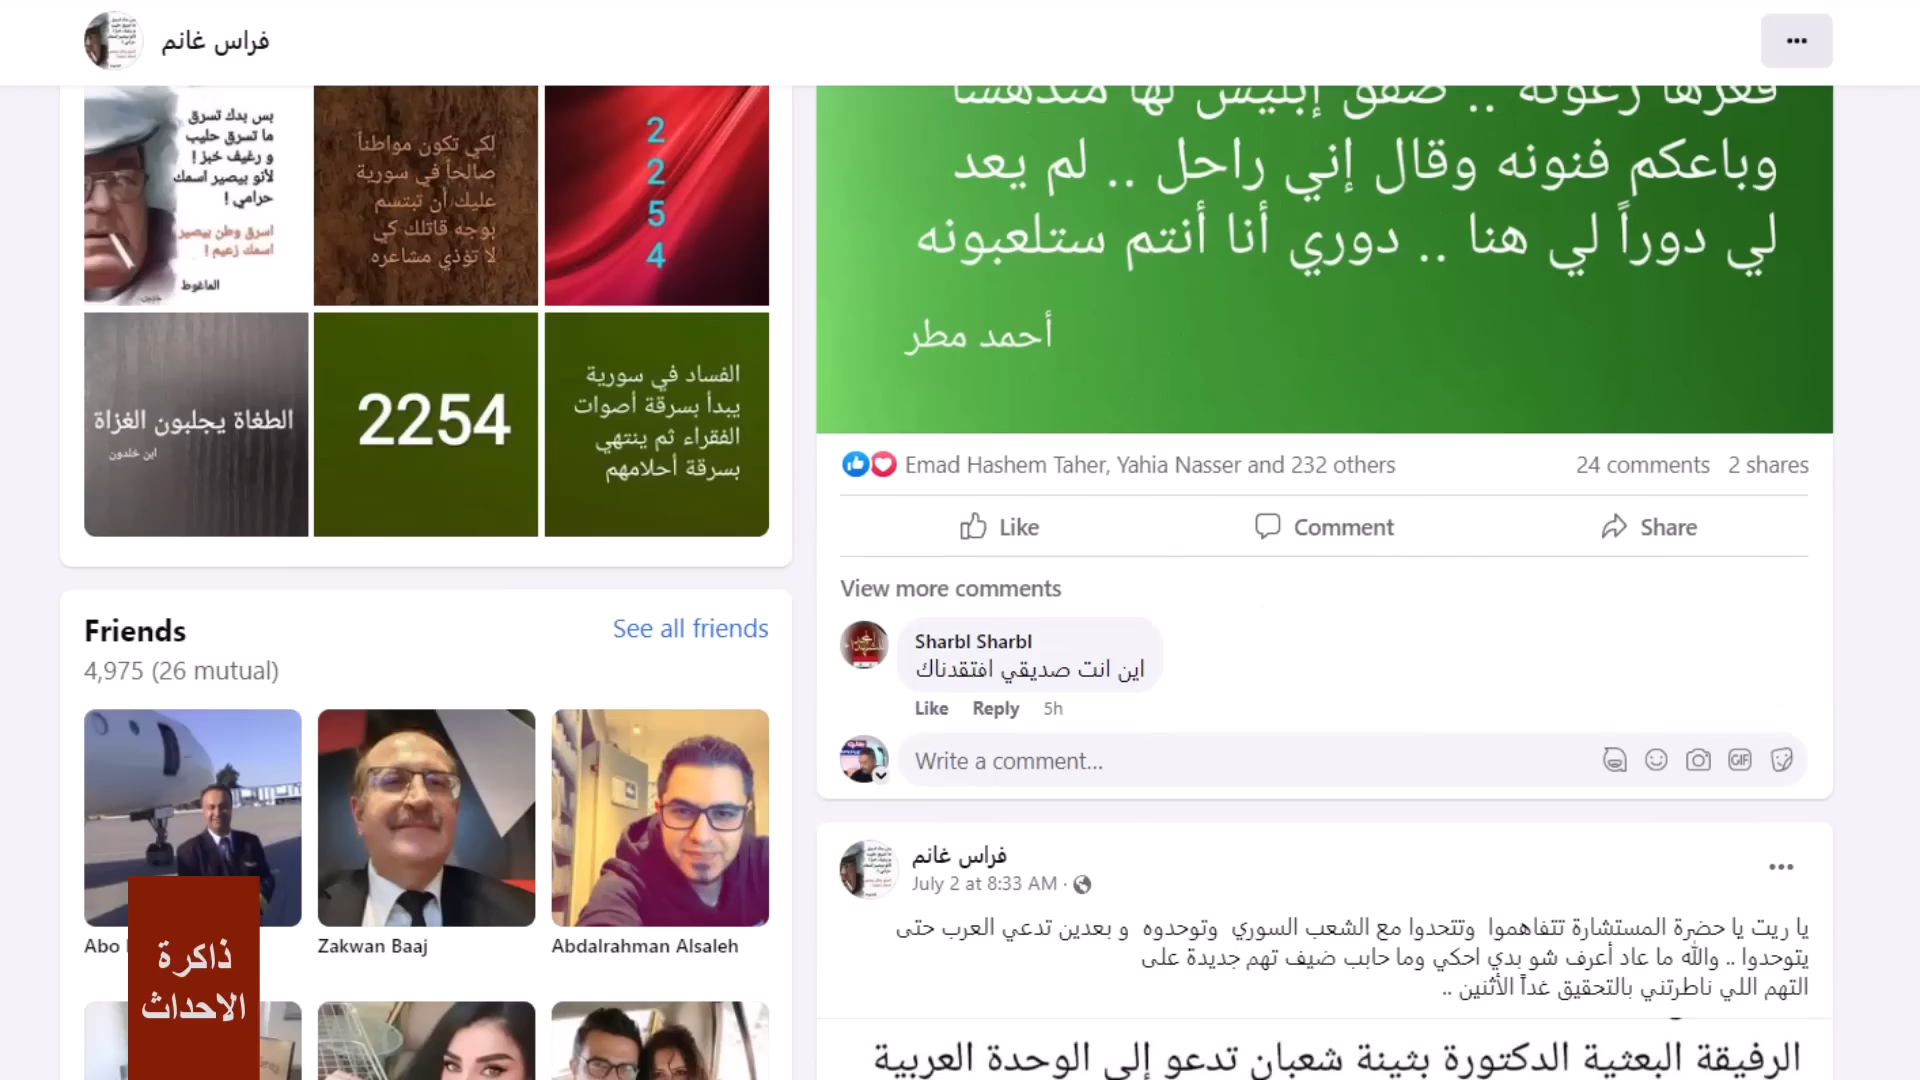 فراس غانم
بس بدك تسرق
ما تسرق حليب
و رغيف خبز !
لأنو بيصير اسمك
حرامي !
اسرق وطن بيصير
اسمك زعيم !
الماغوط
لكي تكون مواطناً
صالحاً في سورية
عليك أن تبتسم
بوجه قاتلك كي
لا تؤذي مشاعره
2
2
5
4
الطغاة يجلبون الغزاة
ابن خلدون
2254
الفساد في سورية
يبدأ بسرقة أصوات
الفقراء ثم ينتهي
بسرقة أحلامهم
Friends
See all friends
4,975 (26 mutual)
Abo
Zakwan Baaj
Abdalrahman Alsaleh
ذاكرة
الاحداث
فغرها رعونه .. صفق إبليس لها مندهشا
وباعكم فنونه وقال إني راحل .. لم يعد
لي دوراً لي هنا .. دوري أنا أنتم ستلعبونه
أحمد مطر
Emad Hashem Taher, Yahia Nasser and 232 others
24 comments 2 shares
Like
Comment
Share
View more comments
Sharbl Sharbl
اين انت صديقي افتقدناك
Like Reply 5h
Write a comment...
GIF
فراس غانم
July 2 at 8:33 AM ·
يا ريت يا حضرة المستشارة تتفاهموا وتتحدوا مع الشعب السوري وتوحدوه و بعدين تدعي العرب حتى
يتوحدوا .. والله ما عاد أعرف شو بدي احكي وما حابب ضيف تهم جديدة على
التهم اللي ناطرتني بالتحقيق غداً الأثنين ..
الرفيقة البعثية الدكتورة بثينة شعبان تدعو إلى الوحدة العربية